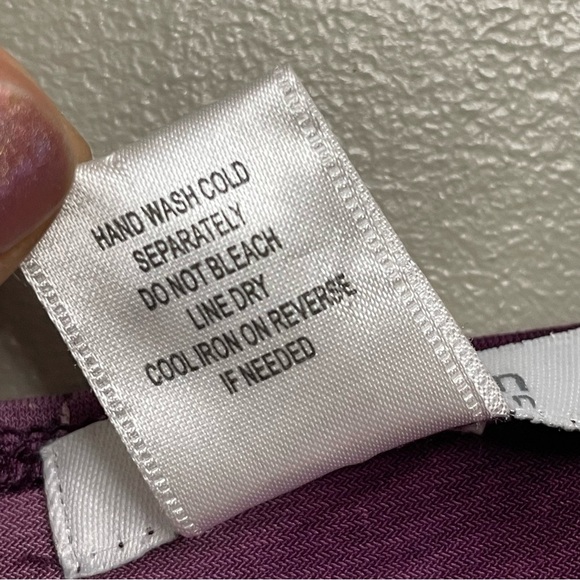 HAND WASH COLD
SEPARATELY
DO NOT BLEACH
LINE DRY
COOL IRON ON REVERSE
IF NEEDED